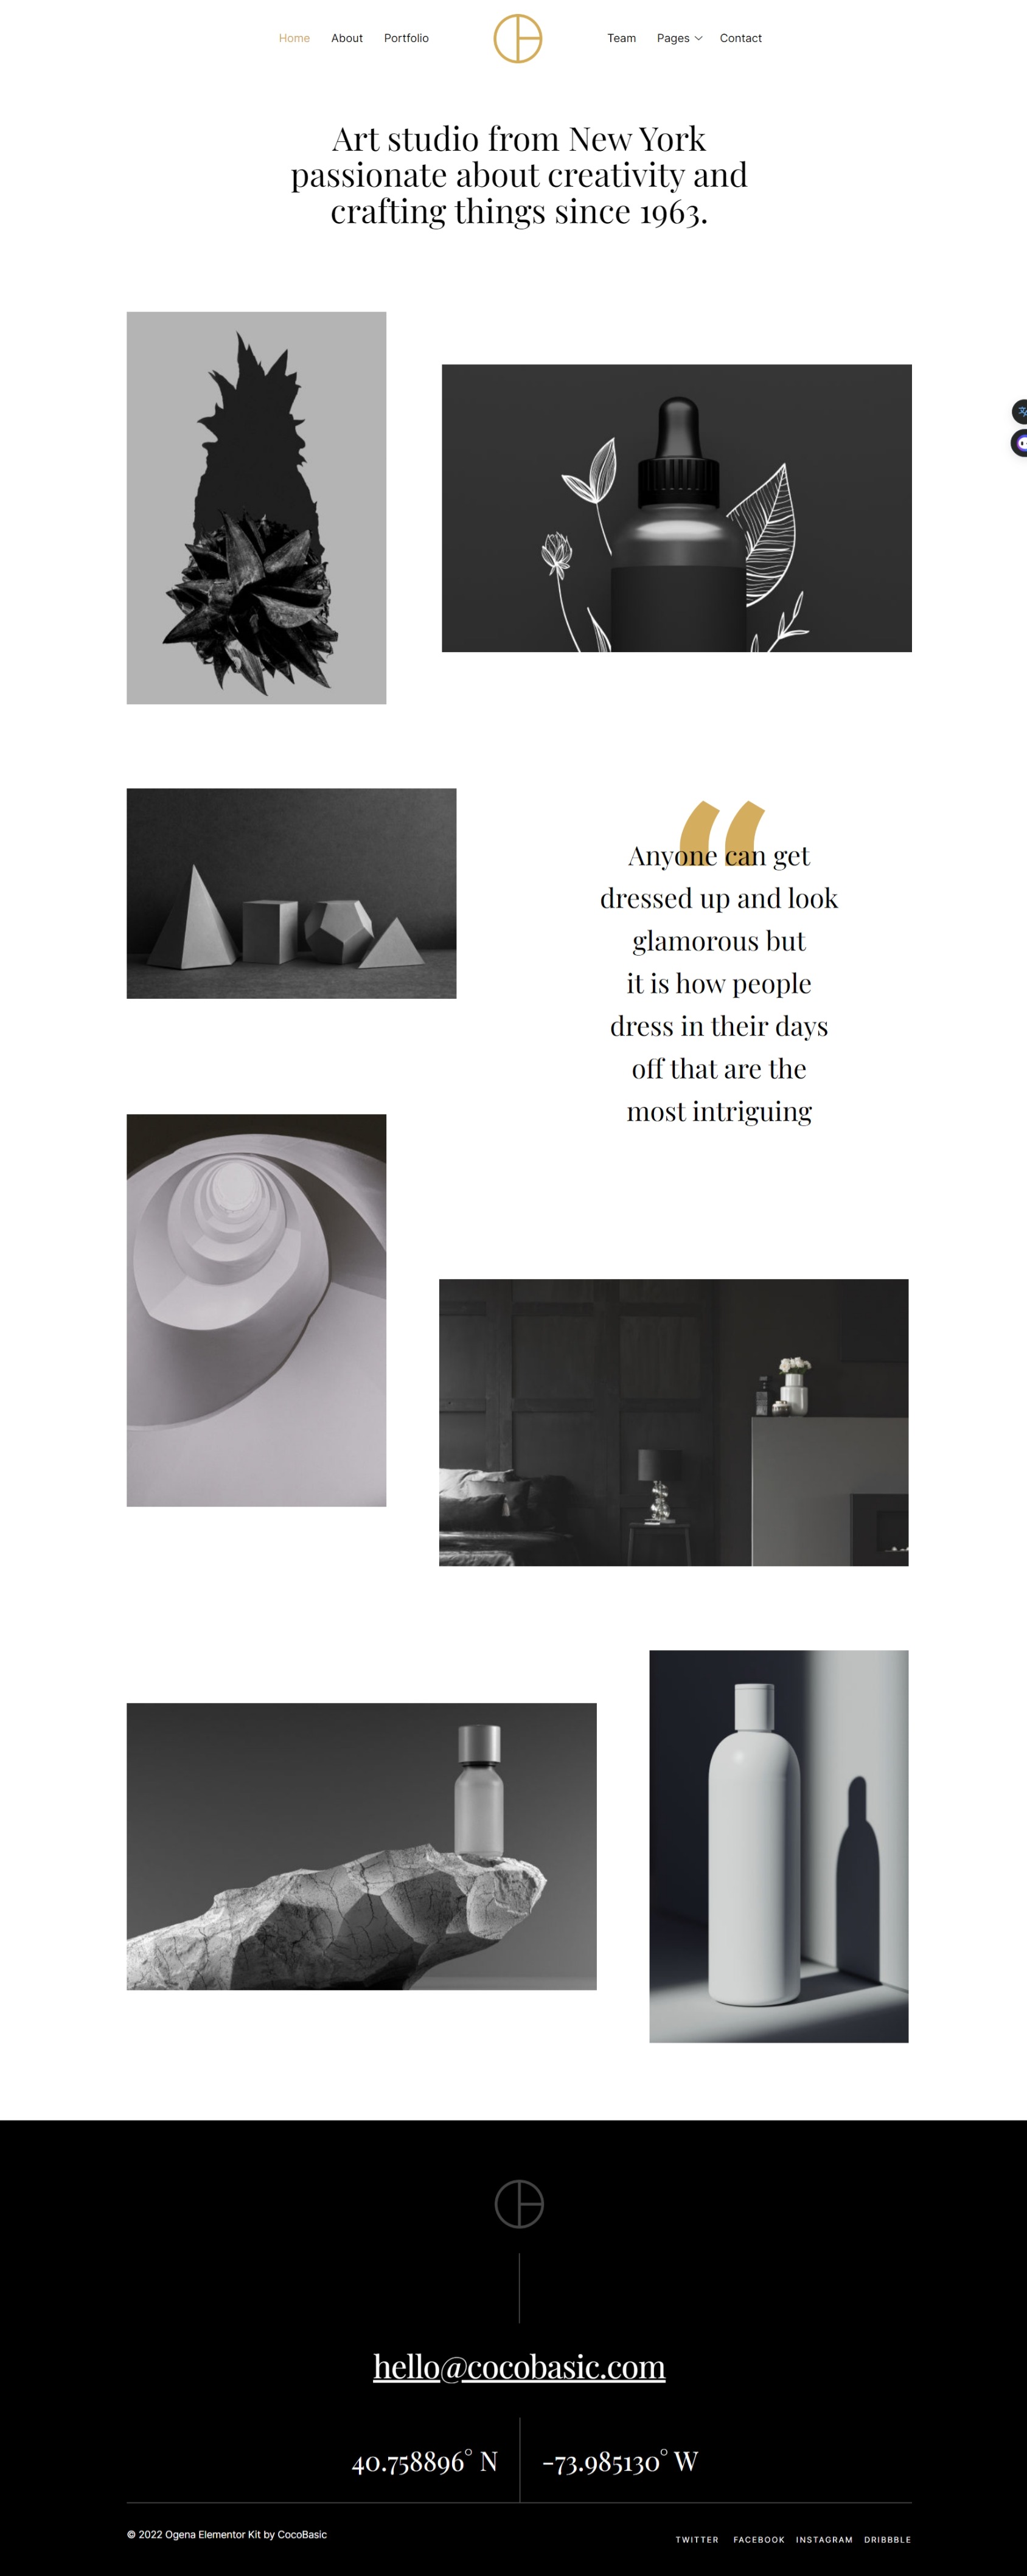 Home About Portfolio Team Pages Contact
Art studio from New York
passionate about creativity and
crafting things since 1963.
“
Anyone can get
dressed up and look
glamorous but
it is how people
dress in their days
off that are the
most intriguing
hello@cocobasic.com
40.758896° N -73.985130° W
© 2022 Ogena Elementor Kit by CocoBasic
TWITTER FACEBOOK INSTAGRAM DRIBBBLE